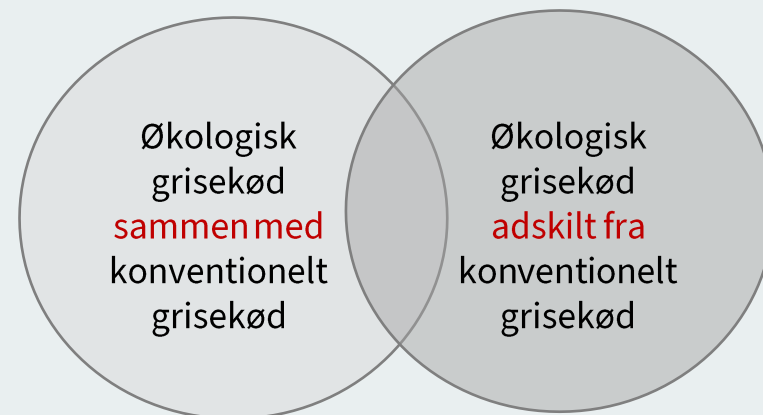 Økologisk
grisekød
sammen med
konventionelt
grisekød
Økologisk
grisekød
adskilt fra
konventionelt
grisekød